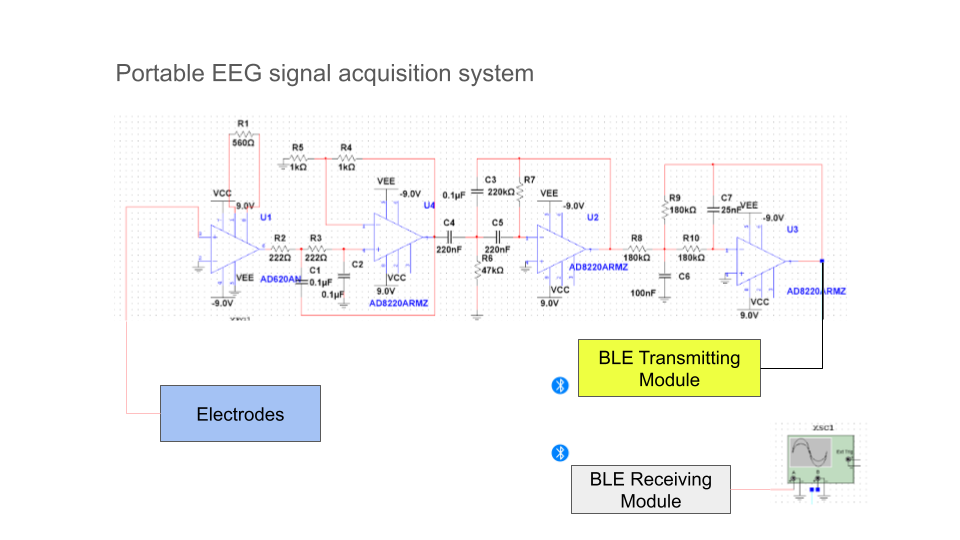 Portable EEG signal acquisition system
R1
560Ω
R5
1kΩ
R4
1kΩ
VCC
9.0V
U1
VEE
-9.0V
AD620AN
R2
222Ω
R3
222Ω
C1
0.1µF
C2
0.1µF
VEE
-9.0V
U4
VCC
9.0V
AD8220ARMZ
C4
220nF
C3
0.1µF
R7
220kΩ
C5
220nF
R6
47kΩ
VEE
-9.0V
U2
AD8220ARMZ
VCC
9.0V
R8
180kΩ
R9
180kΩ
R10
180kΩ
C7
25nF
C6
100nF
VEE
-9.0V
U3
AD8220ARMZ
VCC
9.0V
Electrodes
BLE Transmitting
Module
BLE Receiving
Module
XSC1
Ext Trig
A
B